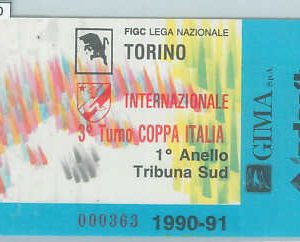 FIGC LEGA NAZIONALE
TORINO
INTERNAZIONALE
3° Turno COPPA ITALIA
1° Anello
Tribuna Sud
000363 1990-91
GIMA S.p.A.